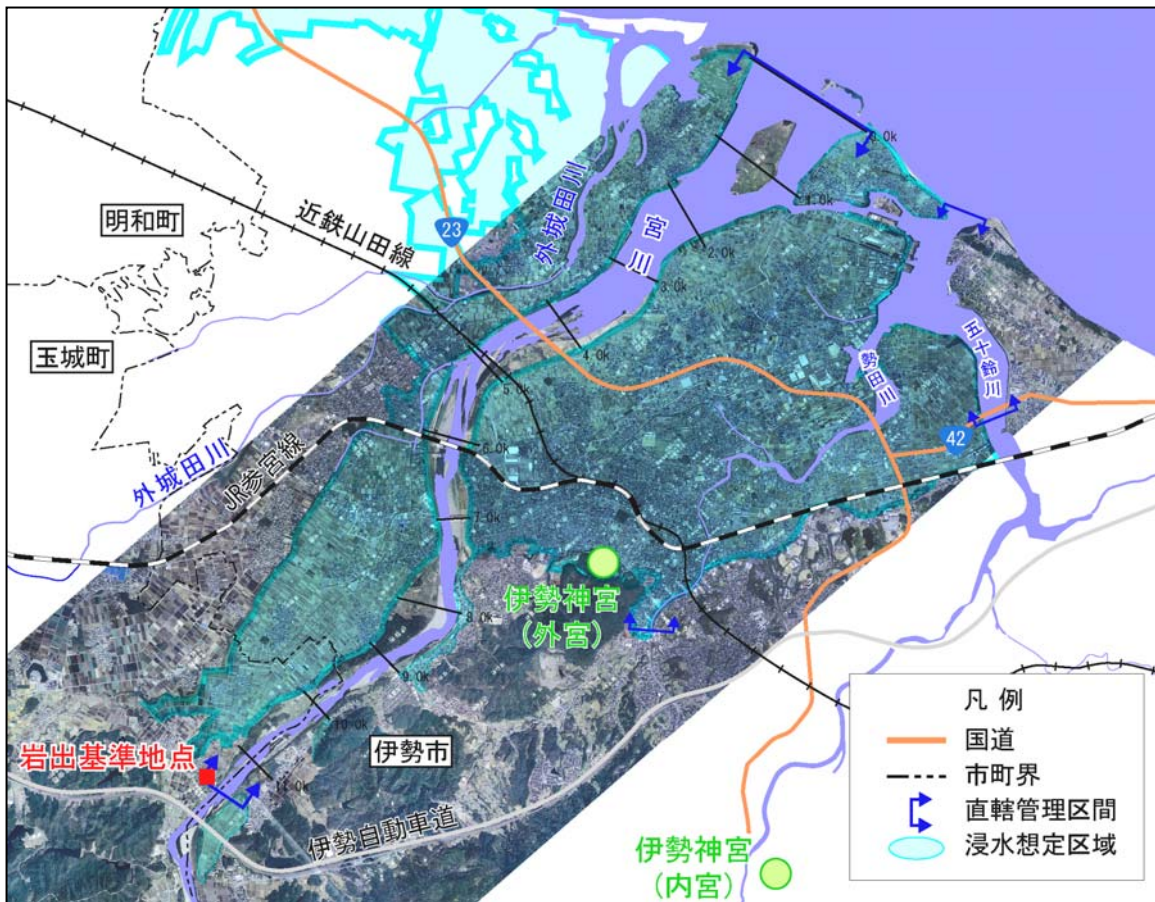 0.0k
明和町
近鉄山田線
23
外城田川
宮川
1.0k
2.0k
3.0k
玉城町
4.0k
5.0k
勢田川
五十鈴川
42
外城田川
JR参宮線
6.0k
7.0k
伊勢神宮
(外宮)
8.0k
9.0k
10.0k
岩出基準地点
伊勢市
11.0k
伊勢自動車道
伊勢神宮
(内宮)
凡例
国道
市町界
直轄管理区間
浸水想定区域